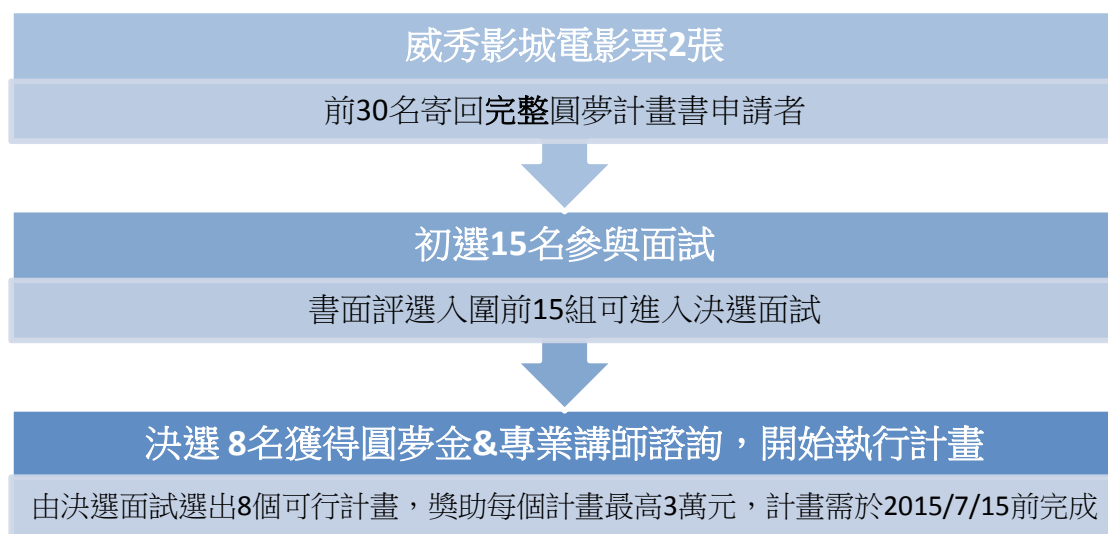 威秀影城電影票2張
前30名寄回完整圓夢計畫書申請者
初選15名參與面試
書面評選入圍前15組可進入決選面試
決選 8名獲得圓夢金&專業講師諮詢，開始執行計畫
由決選面試選出8個可行計畫，獎助每個計畫最高3萬元，計畫需於2015/7/15前完成